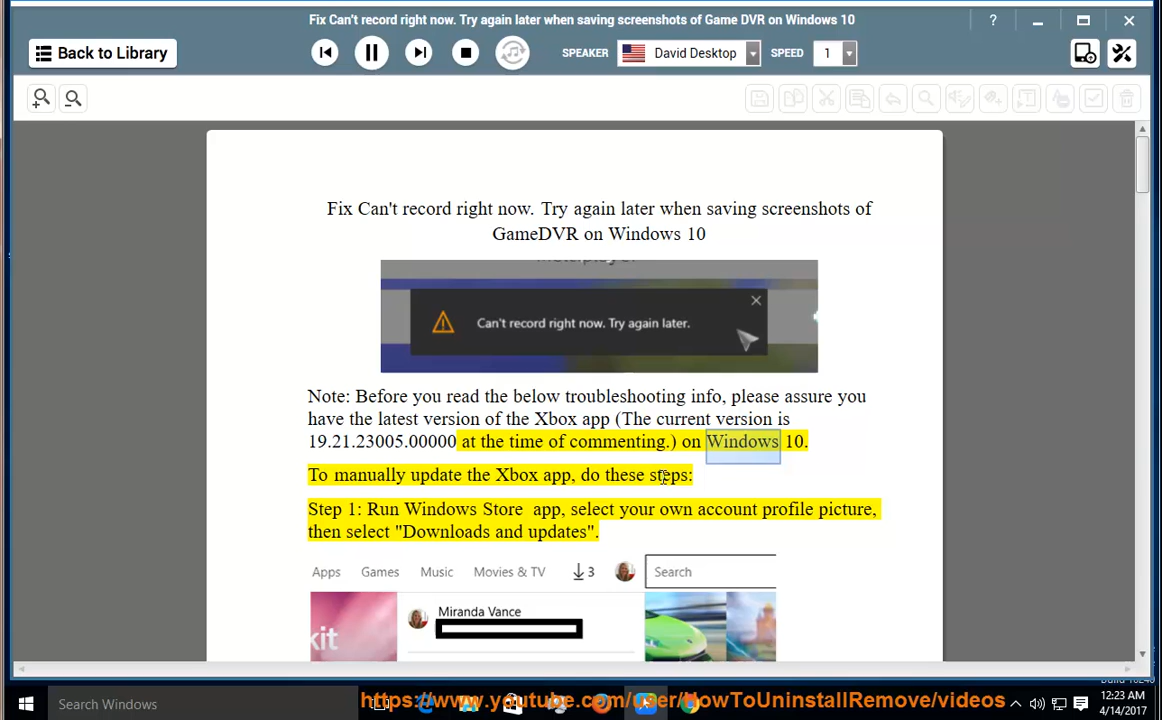 Fix Can't record right now. Try again later when saving screenshots of Game DVR on Windows 10
?
Back to Library
SPEAKER
David Desktop
SPEED
1
Fix Can't record right now. Try again later when saving screenshots of
GameDVR on Windows 10
Can't record right now. Try again later.
Note: Before you read the below troubleshooting info, please assure you
have the latest version of the Xbox app (The current version is
19.21.23005.00000 at the time of commenting.) on Windows 10.
To manually update the Xbox app, do these steps:
Step 1: Run Windows Store app, select your own account profile picture,
then select "Downloads and updates".
Apps Games Music Movies & TV 3 Search
kit
Miranda Vance
Search Windows
https://www.youtube.com/user/HowToUninstallRemove/videos
12:23 AM
4/14/2017